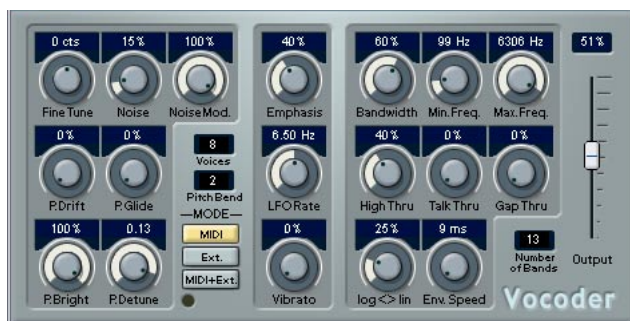 0 cts 15% 100% 40% 60% 99 Hz 6306 Hz 51%
Fine Tune Noise Noise Mod. Emphasis Bandwidth Min. Freq. Max. Freq.
0% 0% 8 6.50 Hz 40% 0% 0%
Voices
2
P.Drift P.Glide Pitch Bend LFO Rate High Thru Talk Thru Gap Thru
MODE
100% 0.13 MIDI 0% 25% 9 ms
13
Ext.
Number
of Bands
Output
MIDI+Ext.
P.Bright P.Detune Vibrato log<>lin Env. Speed Vocoder